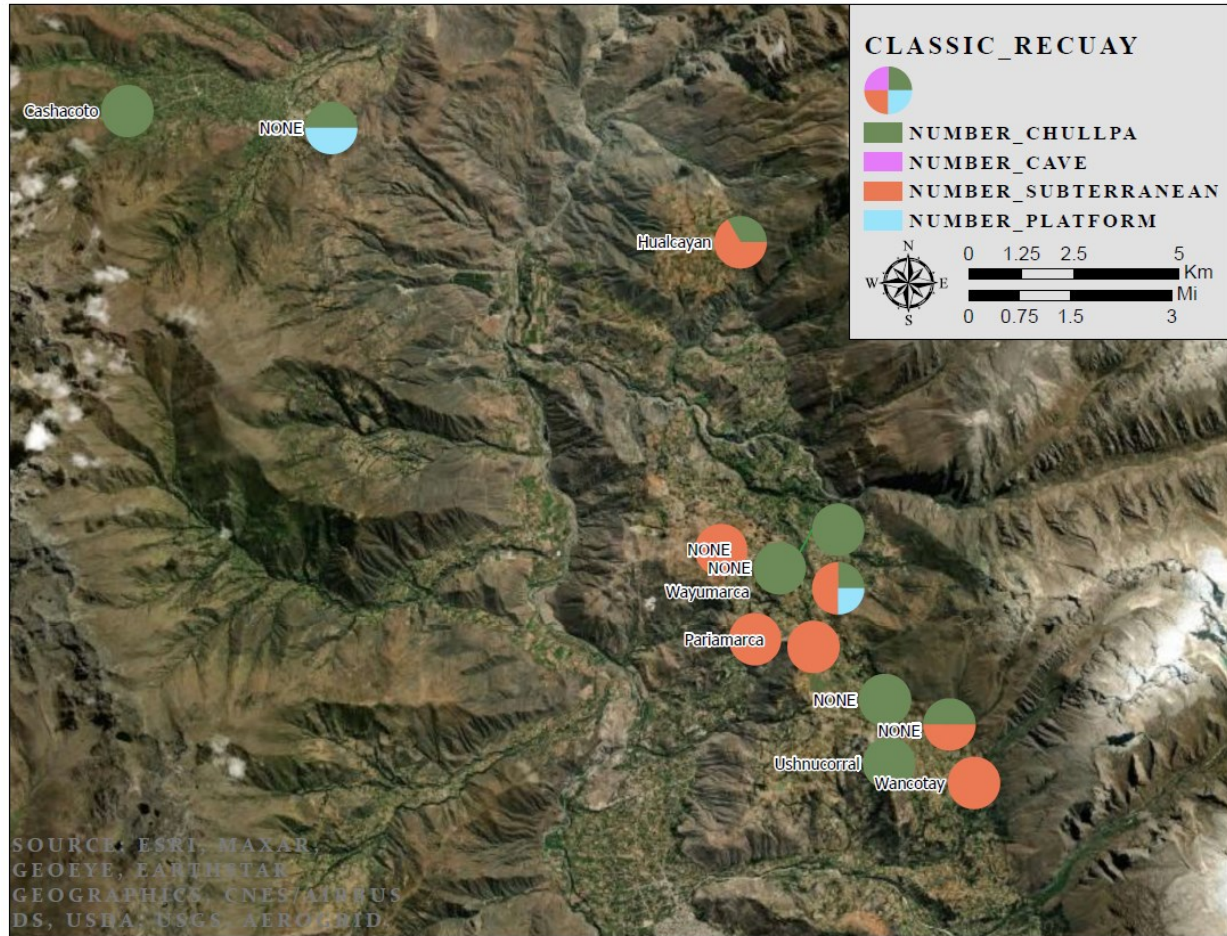 CLASSIC_RECUAY
NUMBER_CHULLPA
NUMBER_CAVE
NUMBER_SUBTERRANEAN
NUMBER_PLATFORM
N
W E
S
0 1.25 2.5 5
Km
Mi
0 0.75 1.5 3
Cashacoto
NONE
Hualcayan
NONE
NONE
Wayumarca
Pariamarca
NONE
NONE
Ushnucorral
Wancotay
SOURCE: ESRI, MAXAR,
GEOEYE, EARTHSTAR
GEOGRAPHICS, CNES/AIRBUS
DS, USDA, USGS, AEROGRID